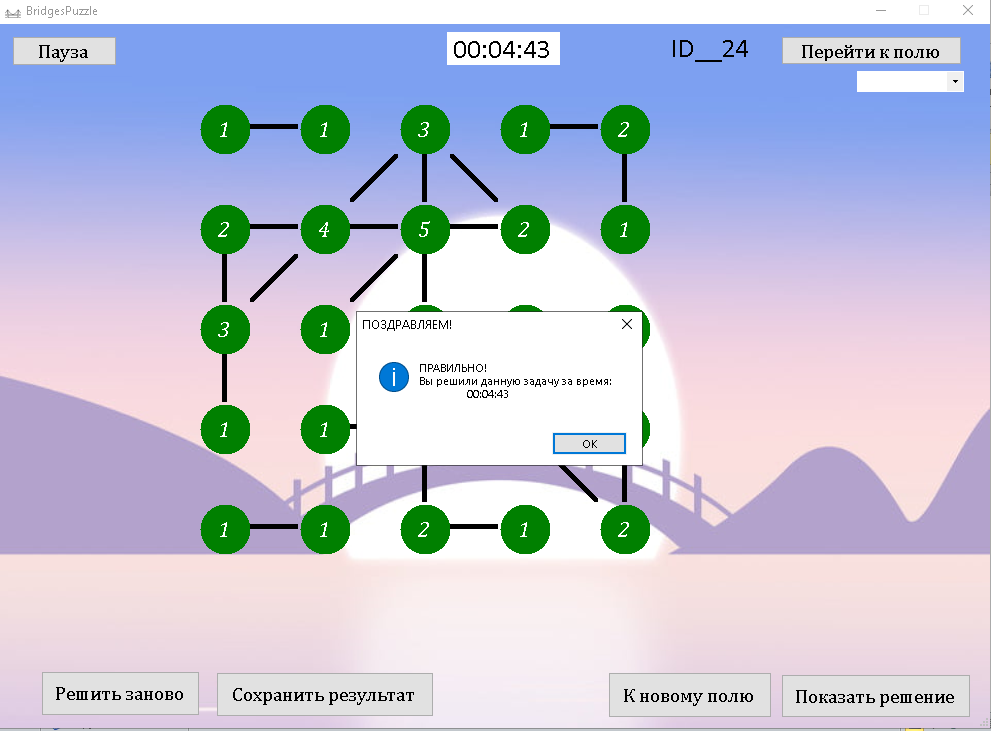 BridgesPuzzle
Пауза
00:04:43
ID__24
Перейти к полю
1 1 3 1 2
2 4 5 2 1
3 1
ПОЗДРАВЛЯЕМ!
ПРАВИЛЬНО!
Вы решили данную задачу за время:
00:04:43
OK
1 1
1 1 2 1 2
Решить заново
Сохранить результат
К новому полю
Показать решение